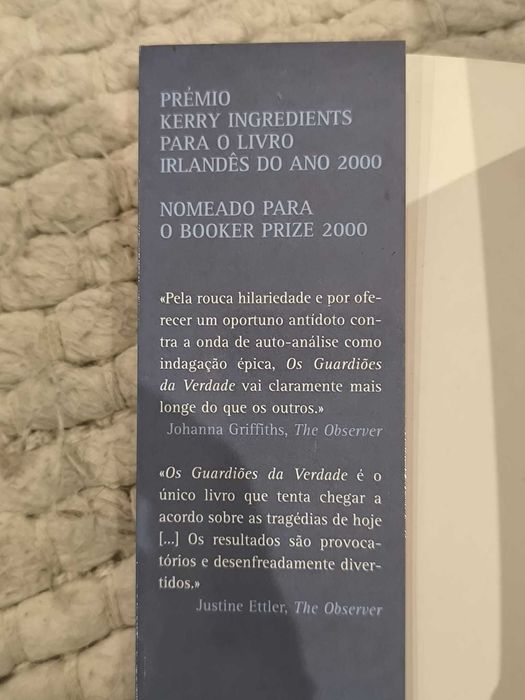 PRÉMIO
KERRY INGREDIENTS
PARA O LIVRO
IRLANDÊS DO ANO 2000
NOMEADO PARA
O BOOKER PRIZE 2000
«Pela rouca hilariedade e por ofe-
recer um oportuno antídoto con-
tra a onda de auto-análise como
indagação épica, Os Guardiões
da Verdade vai claramente mais
longe do que os outros.»
Johanna Griffiths, The Observer
«Os Guardiões da Verdade é o
único livro que tenta chegar a
acordo sobre as tragédias de hoje
[...] Os resultados são provoca-
tórios e desenfreadamente diver-
tidos.»
Justine Ettler, The Observer